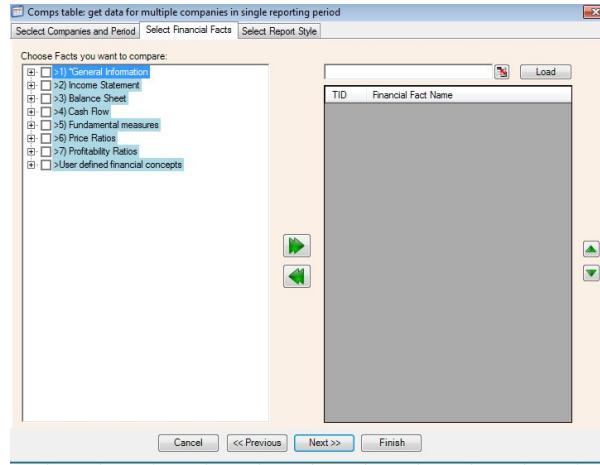 Comps table: get data for multiple companies in single reporting period
Seclect Companies and Period Select Financial Facts Select Report Style
Choose Facts you want to compare:
>1) *General Information
>2) Income Statement
>3) Balance Sheet
>4) Cash Flow
>5) Fundamental measures
>6) Price Ratios
>7) Profitability Ratios
>User defined financial concepts
Load
TID Financial Fact Name
Cancel << Previous Next >> Finish